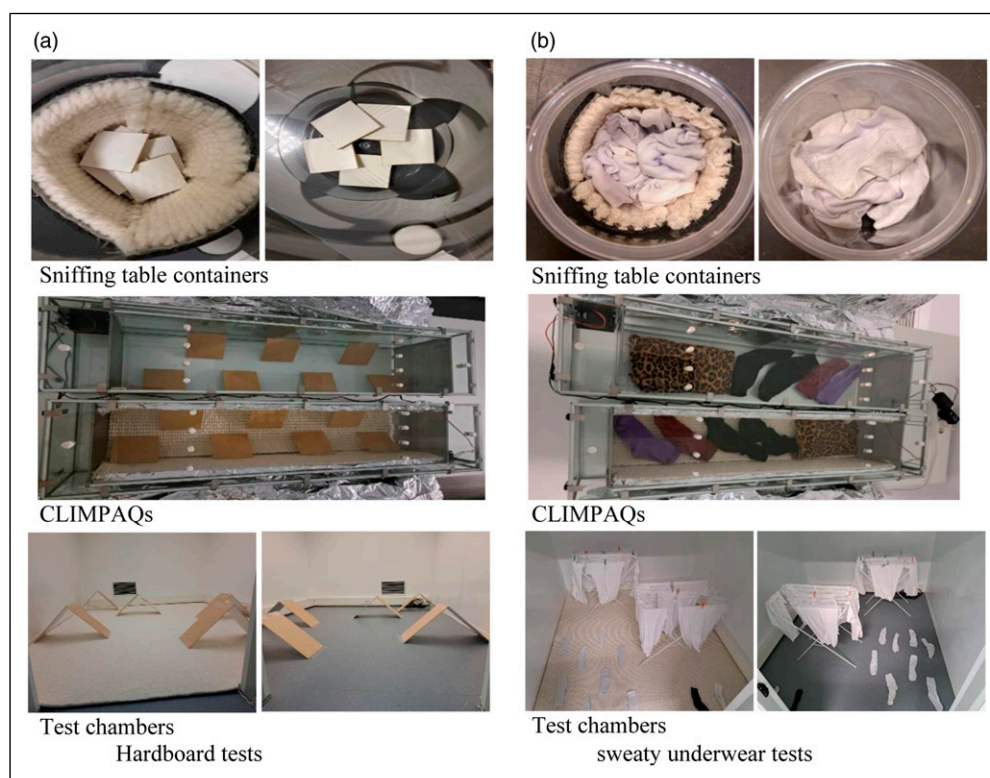 (a)
(b)
Sniffing table containers
Sniffing table containers
CLIMPAQs
CLIMPAQs
Test chambers
Test chambers
Hardboard tests
sweaty underwear tests